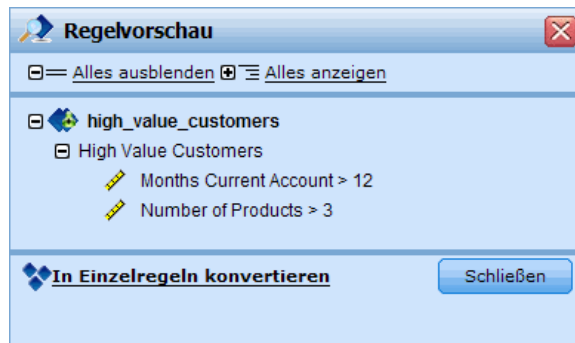 Regelvorschau
Alles ausblenden Alles anzeigen
high_value_customers
High Value Customers
Months Current Account > 12
Number of Products > 3
In Einzelregeln konvertieren Schließen